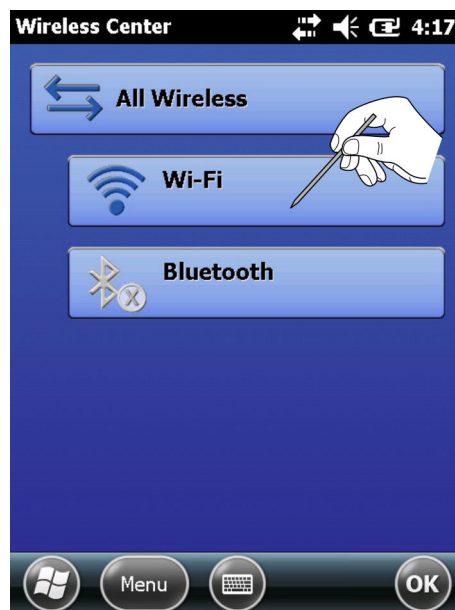 Wireless Center 4:17
All Wireless
Wi-Fi
Bluetooth
X
Menu OK